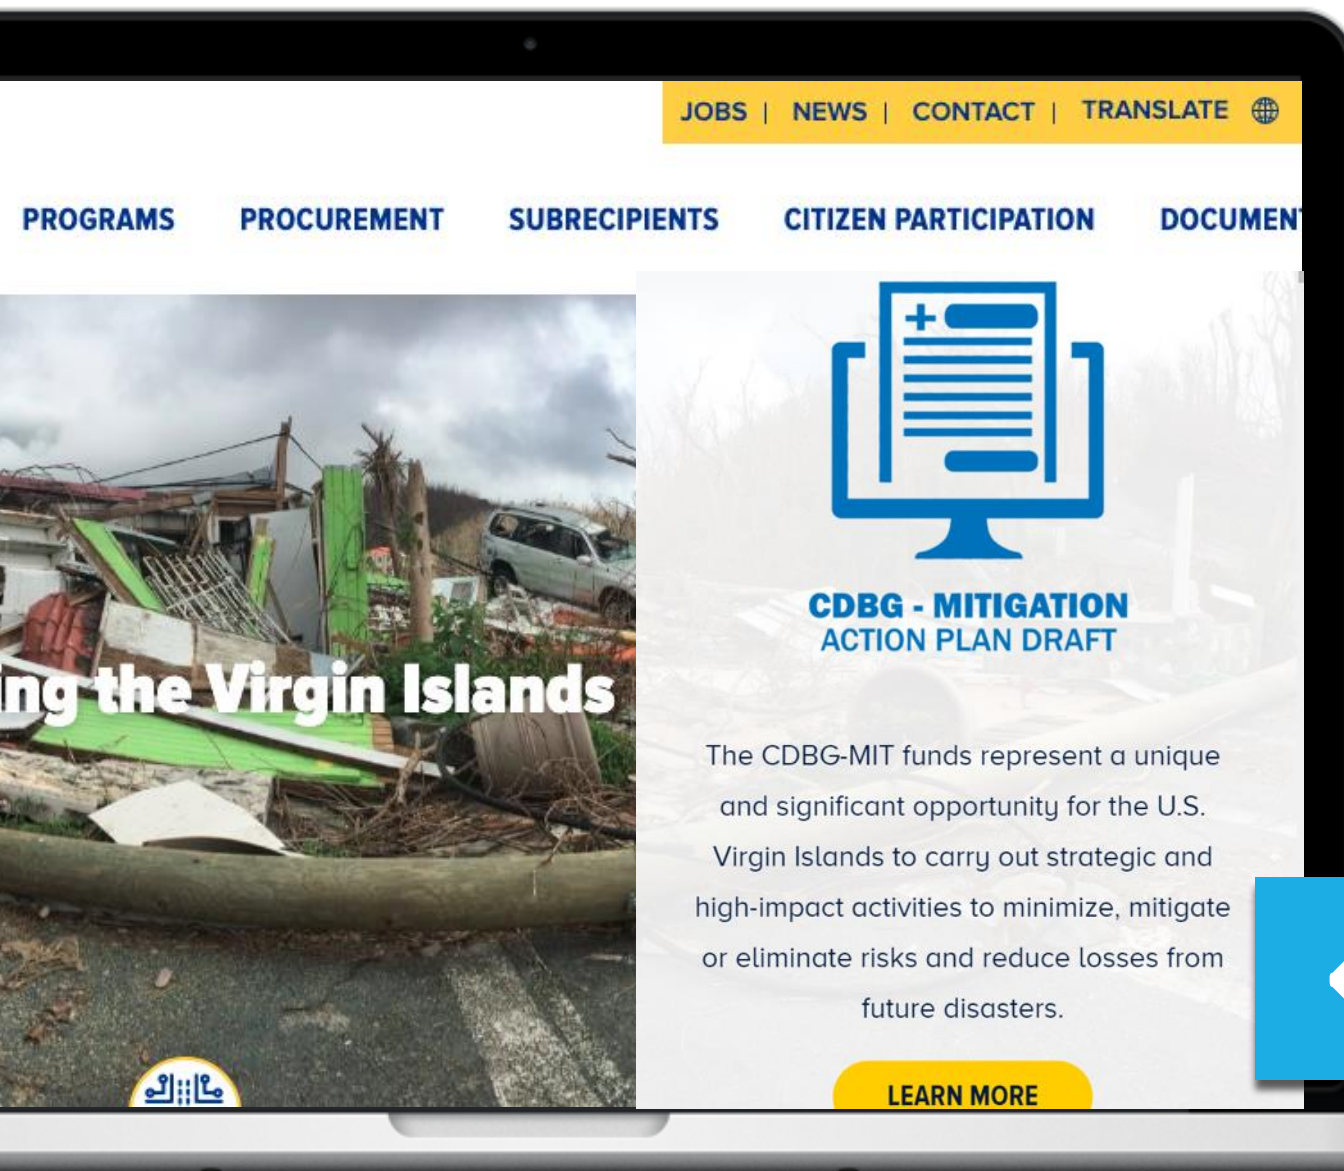 JOBS | NEWS | CONTACT | TRANSLATE
PROGRAMS PROCUREMENT SUBRECIPIENTS CITIZEN PARTICIPATION DOCUMEN
CDBG - MITIGATION
ACTION PLAN DRAFT
ing the Virgin Islands
The CDBG-MIT funds represent a unique
and significant opportunity for the U.S.
Virgin Islands to carry out strategic and
high-impact activities to minimize, mitigate
or eliminate risks and reduce losses from
future disasters.
LEARN MORE